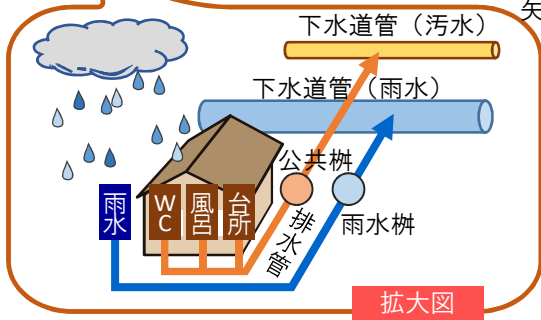 矢
下水道管（汚水）
下水道管（雨水）
公共桝
雨水
WC
風呂
台所
排水管
雨水桝
拡大図